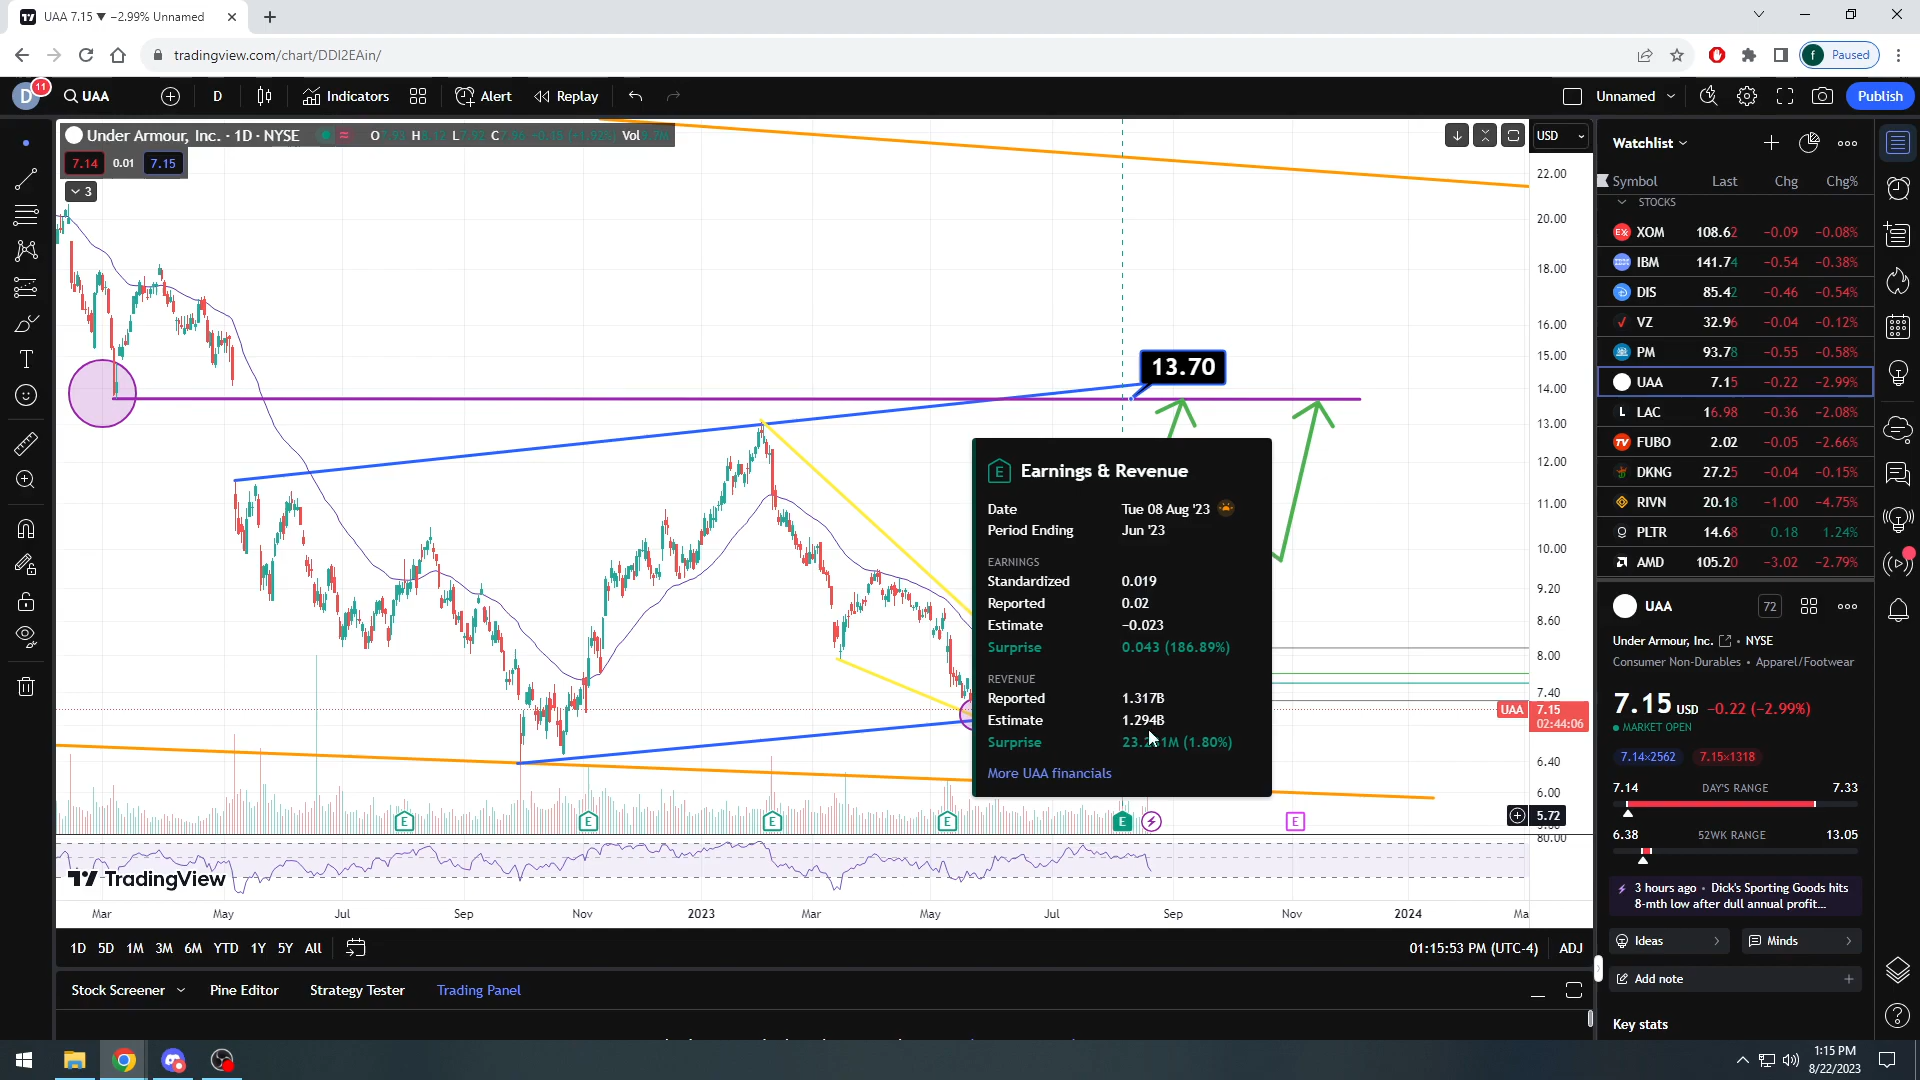 UAA 7.15 ▼ −2.99% Unnamed
tradingview.com/chart/DDI2EAin/
f Paused
D 11 UAA D Indicators Alert Replay Unnamed Publish
Under Armour, Inc. · 1D · NYSE O H L C Vol
7.14 0.01 7.15
3
USD
22.00
20.00
18.00
16.00
15.00
14.00
13.00
12.00
11.00
10.00
9.20
8.60
8.00
7.40
UAA 7.15
02:44:06
6.40
6.00
5.72
80.00
13.70
E Earnings & Revenue
Date Tue 08 Aug '23
Period Ending Jun '23
EARNINGS
Standardized 0.019
Reported 0.02
Estimate −0.023
Surprise 0.043 (186.89%)
REVENUE
Reported 1.317B
Estimate 1.294B
Surprise (1.80%)
More UAA financials
E E E E E E
TradingView
Mar May Jul Sep Nov 2023 Mar May Jul Sep Nov 2024 Ma
1D 5D 1M 3M 6M YTD 1Y 5Y All 01:15:53 PM (UTC-4) ADJ
Stock Screener Pine Editor Strategy Tester Trading Panel
Watchlist
Symbol Last Chg Chg%
STOCKS
XOM 108.62 −0.09 −0.08%
IBM 141.74 −0.54 −0.38%
DIS 85.42 −0.46 −0.54%
VZ 32.96 −0.04 −0.12%
PM 93.78 −0.55 −0.58%
UAA 7.15 −0.22 −2.99%
L LAC 16.98 −0.36 −2.08%
FUBO 2.02 −0.05 −2.66%
DKNG 27.25 −0.04 −0.15%
RIVN 20.18 −1.00 −4.75%
PLTR 14.68 0.18 1.24%
AMD 105.20 −3.02 −2.79%
UAA 72
Under Armour, Inc. • NYSE
Consumer Non-Durables • Apparel/Footwear
7.15 USD −0.22 (−2.99%)
MARKET OPEN
7.14×2562 7.15×1318
7.14 DAY'S RANGE 7.33
6.38 52WK RANGE 13.05
3 hours ago • Dick's Sporting Goods hits
8-mth low after dull annual profit...
Ideas Minds
Add note
Key stats
1:15 PM
8/22/2023